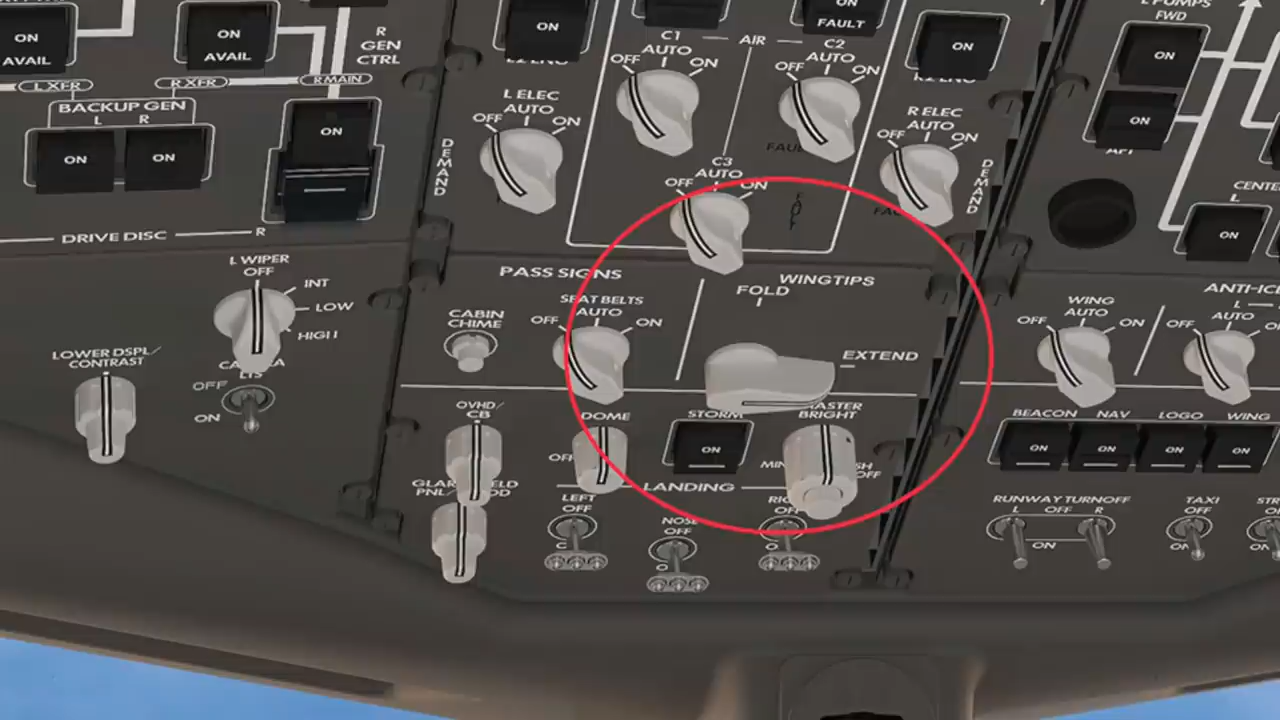 ON
AVAIL
ON
AVAIL
R
GEN
CTRL
L XFER
R XFER
R MAIN
BACKUP GEN
L R
ON
ON
ON
DRIVE DISC
R
L WIPER
OFF
INT
LOW
HIGH
LOWER DSPL/
CONTRAST
OFF
ON
ON
L ELEC
AUTO
OFF ON
DEMAND
C1
AUTO
OFF ON
AIR
FAULT
C2
AUTO
OFF ON
C3
AUTO
OFF ON
ON
R ELEC
AUTO
OFF ON
DEMAND
PASS SIGNS
CABIN
CHIME
SEAT BELTS
AUTO
OFF ON
WINGTIPS
FOLD
EXTEND
OVHD/
CB
DOME
STORM
ON
BRIGHT
LANDING
LEFT
OFF
NOSE
OFF
FWD
ON
ON
L
ON
WING
AUTO
OFF ON
AUTO
OFF
BEACON NAV LOGO WING
ON ON ON ON
RUNWAY TURNOFF
L OFF R
ON
TAXI
OFF